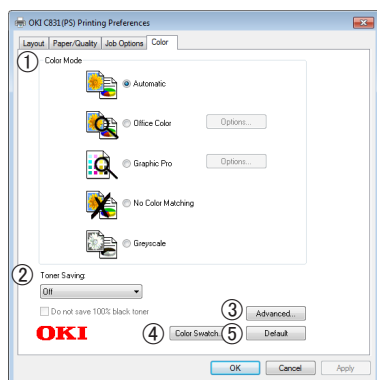 OKI C831(PS) Printing Preferences
Layout Paper/Quality Job Options Color
① Color Mode
Automatic
Office Color Options...
Graphic Pro Options...
No Color Matching
Greyscale
② Toner Saving:
Off
Do not save 100% black toner
③ Advanced...
OKI ④ Color Swatch... ⑤ Default
OK Cancel Apply